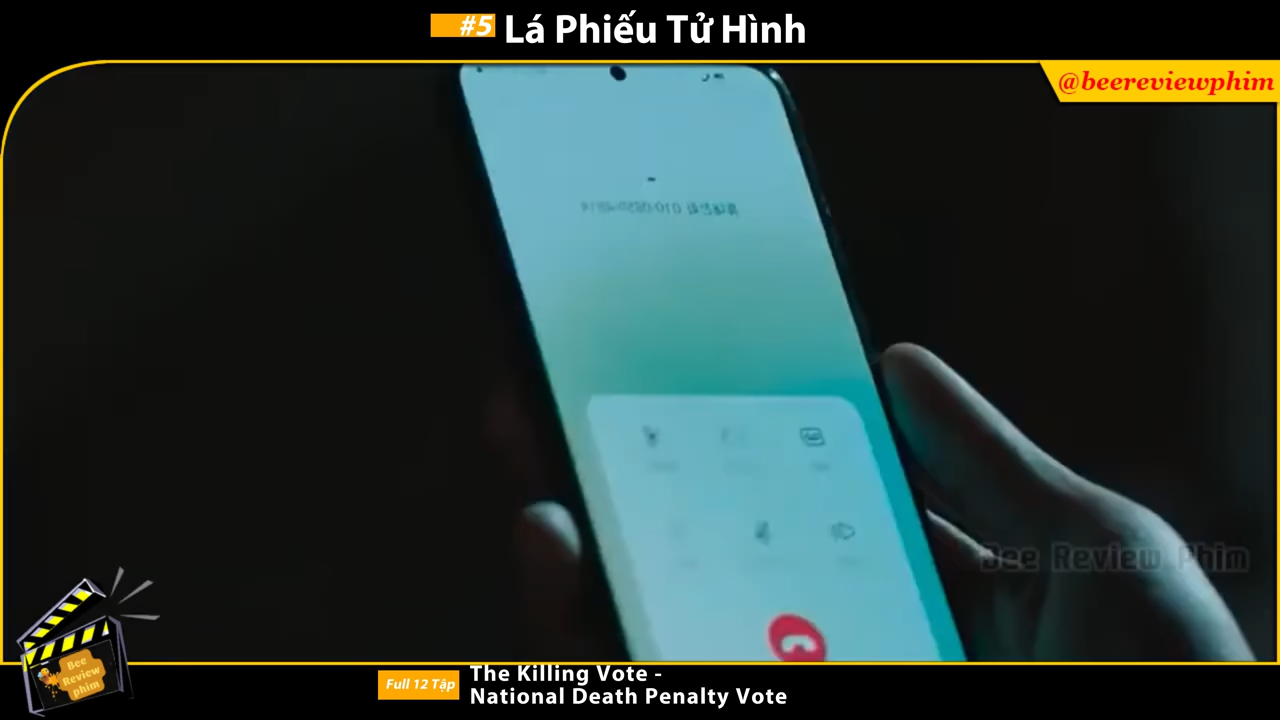 #5 Lá Phiếu Tử Hình
@beereviewphim
Bee Review Phim
Bee
Review
phim
Full 12 Tập
The Killing Vote -
National Death Penalty Vote